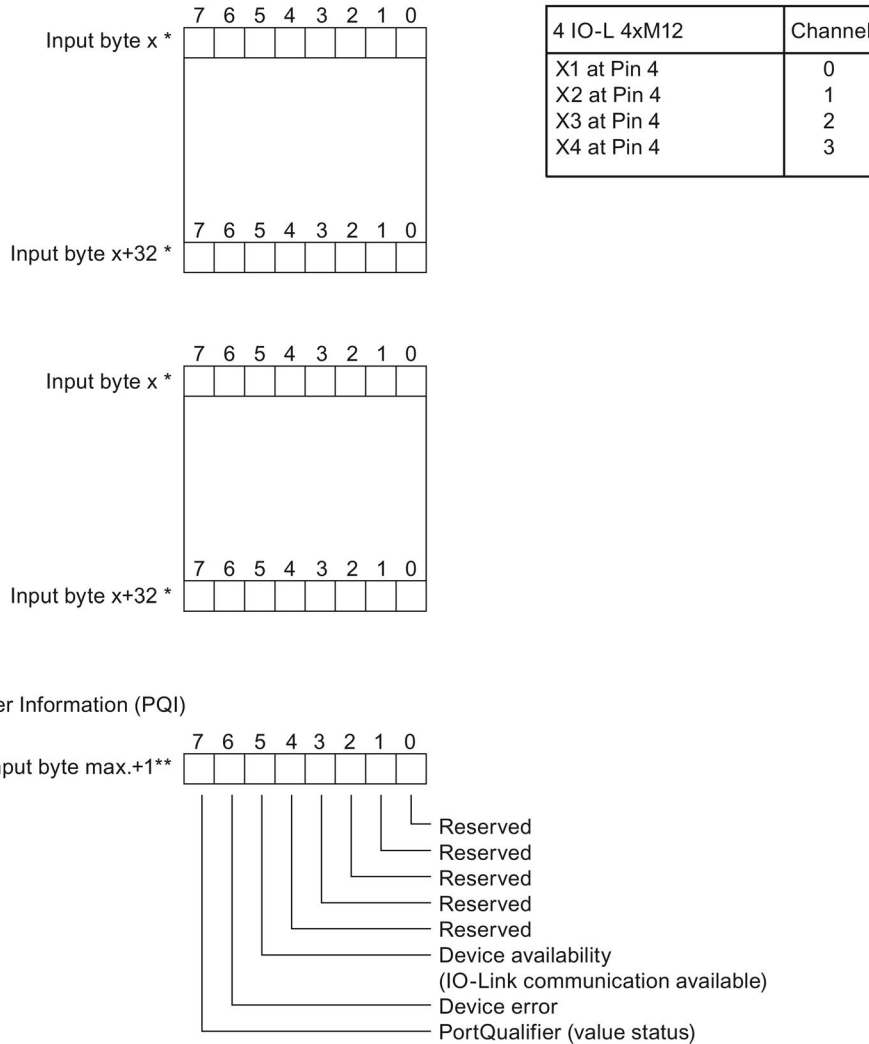 7 6 5 4 3 2 1 0
Input byte x *
7 6 5 4 3 2 1 0
Input byte x+32 *
4 IO-L 4xM12 Channel
X1 at Pin 4 0
X2 at Pin 4 1
X3 at Pin 4 2
X4 at Pin 4 3
7 6 5 4 3 2 1 0
Input byte x *
7 6 5 4 3 2 1 0
Input byte x+32 *
er Information (PQI)
7 6 5 4 3 2 1 0
nput byte max.+1**
Reserved
Reserved
Reserved
Reserved
Reserved
Device availability
(IO-Link communication available)
Device error
PortQualifier (value status)